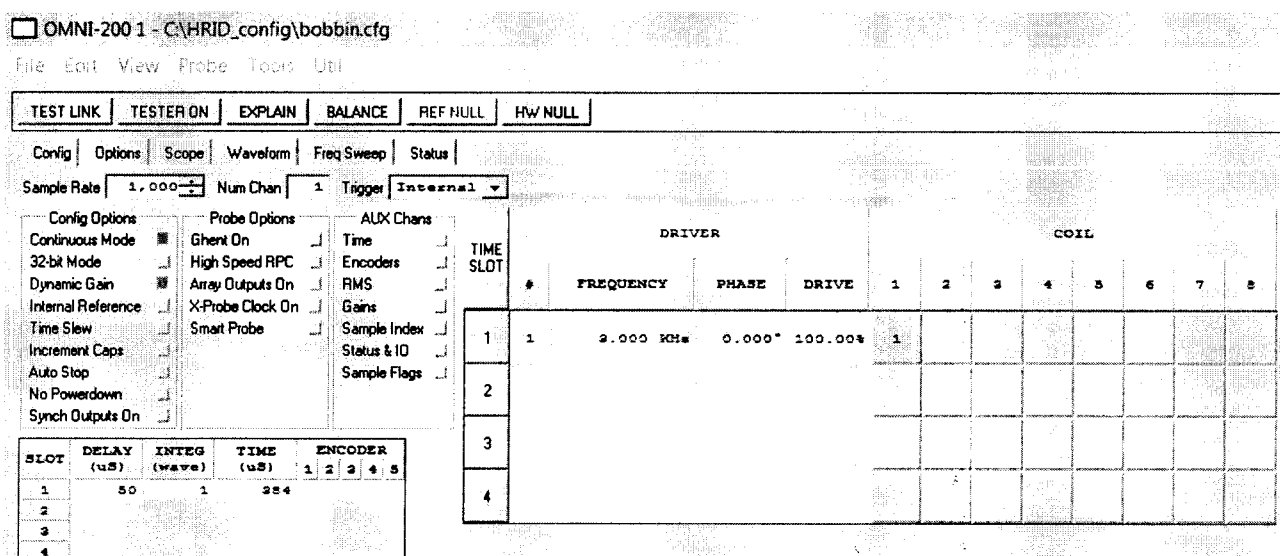 OMNI-200 1 - C:\HRID_config\bobbin.cfg
File Edit View Probe Tools Util
TEST LINK TESTER ON EXPLAIN BALANCE REF NULL HW NULL
Config Options Scope Waveform Freq Sweep Status
Sample Rate 1,000 Num Chan 1 Trigger Internal
Config Options Probe Options AUX Chans
Continuous Mode Ghent On Time
32-bit Mode High Speed RPC Encoders
Dynamic Gain Array Outputs On RMS
Internal Reference X-Probe Clock On Gains
Time Slew Smart Probe Sample Index
Increment Caps Status & IO
Auto Stop Sample Flags
No Powerdown
Synch Outputs On
TIME SLOT DRIVER COIL
# FREQUENCY PHASE DRIVE 1 2 3 4 5 6 7 8
1 1 3.000 KHz 0.000° 100.00% 1
2
3
4
SLOT DELAY (uS) INTEG (wave) TIME (uS) ENCODER
1 2 3 4 5
1 50 1 384
2
3
4